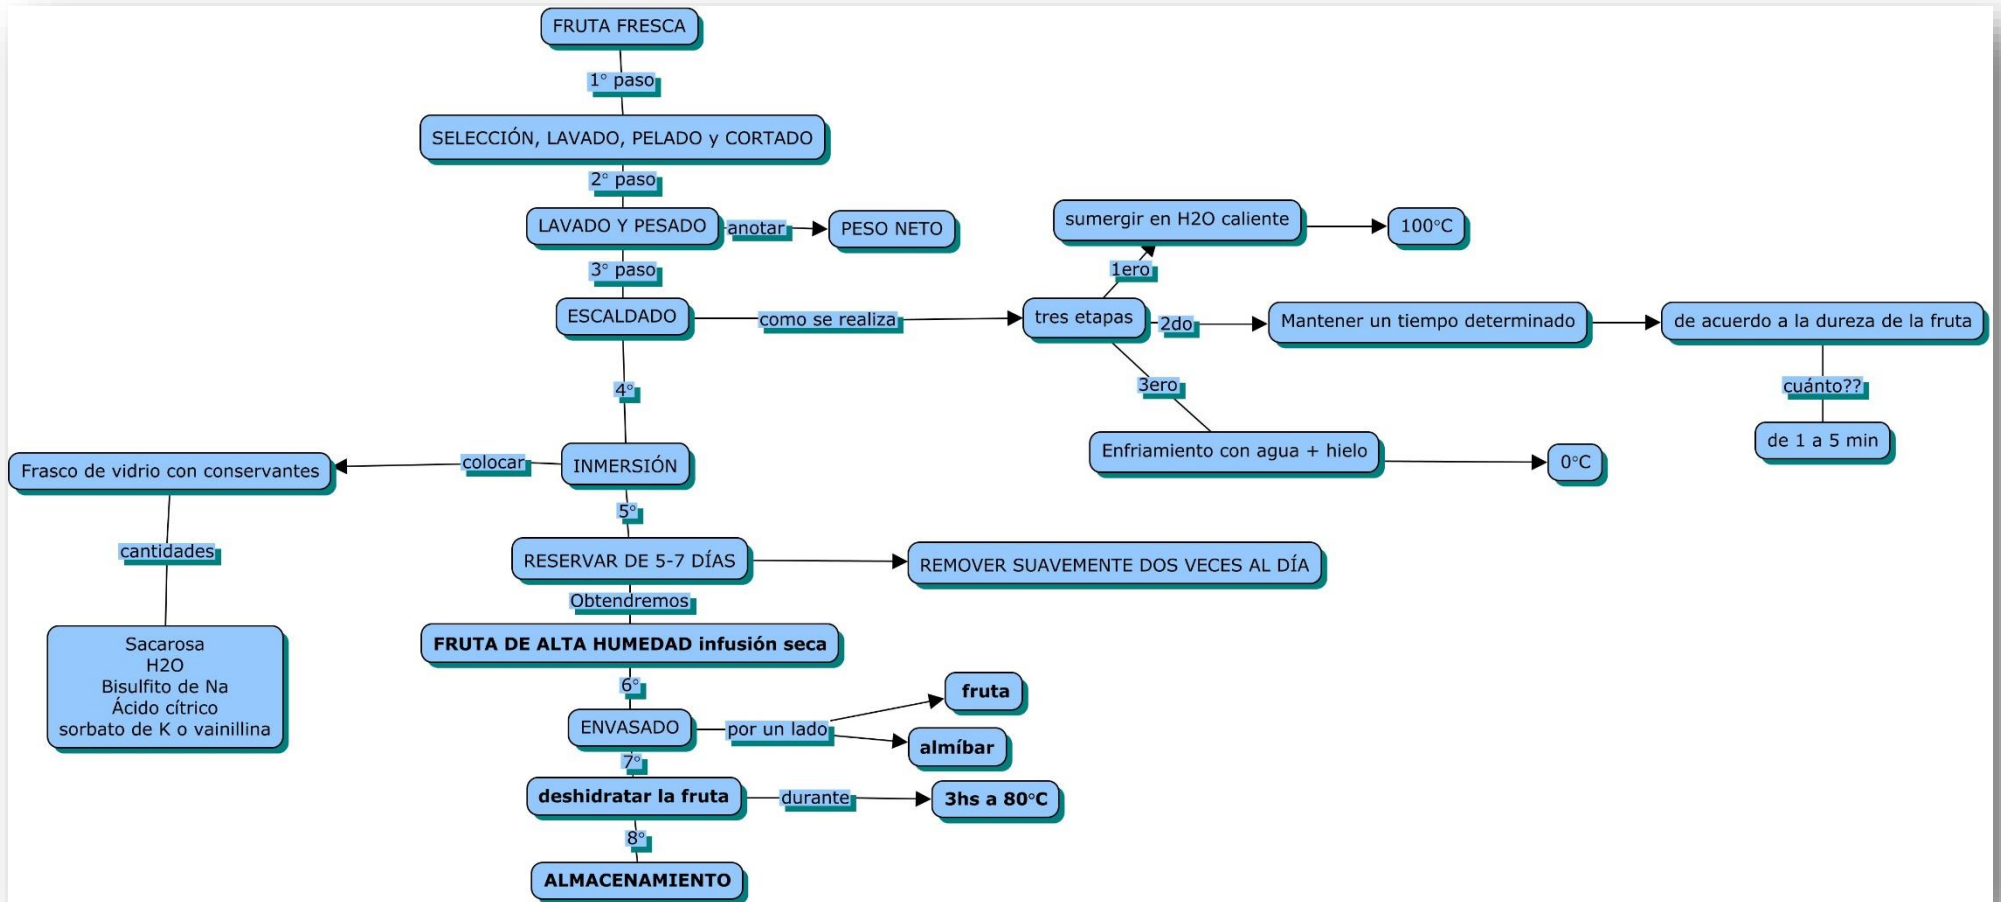 FRUTA FRESCA
1° paso
SELECCIÓN, LAVADO, PELADO y CORTADO
2° paso
LAVADO Y PESADO
anotar
PESO NETO
3° paso
ESCALDADO
como se realiza
tres etapas
1ero
sumergir en H2O caliente
100°C
2do
Mantener un tiempo determinado
de acuerdo a la dureza de la fruta
cuánto??
de 1 a 5 min
3ero
Enfriamiento con agua + hielo
0°C
4°
INMERSIÓN
colocar
Frasco de vidrio con conservantes
cantidades
Sacarosa
H2O
Bisulfito de Na
Ácido cítrico
sorbato de K o vainillina
5°
RESERVAR DE 5-7 DÍAS
REMOVER SUAVEMENTE DOS VECES AL DÍA
Obtendremos
FRUTA DE ALTA HUMEDAD infusión seca
6°
ENVASADO
por un lado
fruta
almíbar
7°
deshidratar la fruta
durante
3hs a 80°C
8°
ALMACENAMIENTO